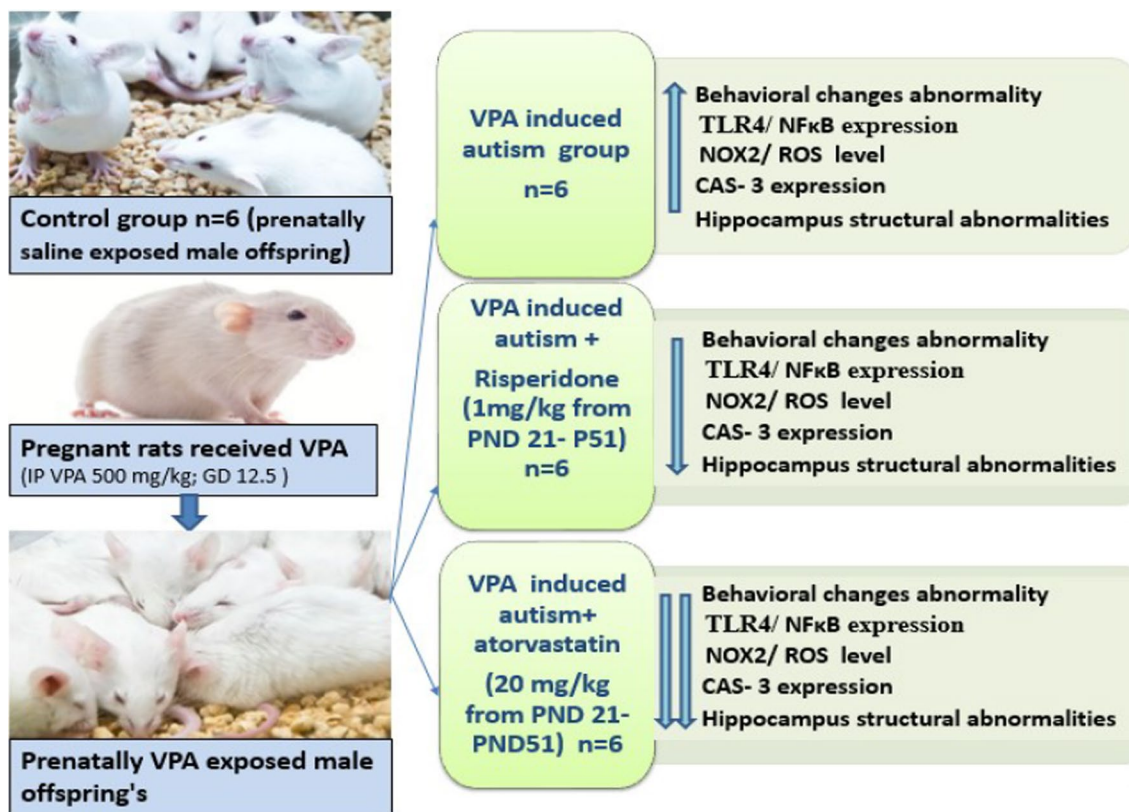 Control group n=6 (prenatally
saline exposed male offspring)
Pregnant rats received VPA
(IP VPA 500 mg/kg; GD 12.5 )
Prenatally VPA exposed male
offspring's
VPA induced
autism group
n=6
Behavioral changes abnormality
TLR4/ NFκB expression
NOX2/ ROS level
CAS- 3 expression
Hippocampus structural abnormalities
VPA induced
autism +
Risperidone
(1mg/kg from
PND 21- P51)
n=6
Behavioral changes abnormality
TLR4/ NFκB expression
NOX2/ ROS level
CAS- 3 expression
Hippocampus structural abnormalities
VPA induced
autism+
atorvastatin
(20 mg/kg
from PND 21-
PND51) n=6
Behavioral changes abnormality
TLR4/ NFκB expression
NOX2/ ROS level
CAS- 3 expression
Hippocampus structural abnormalities